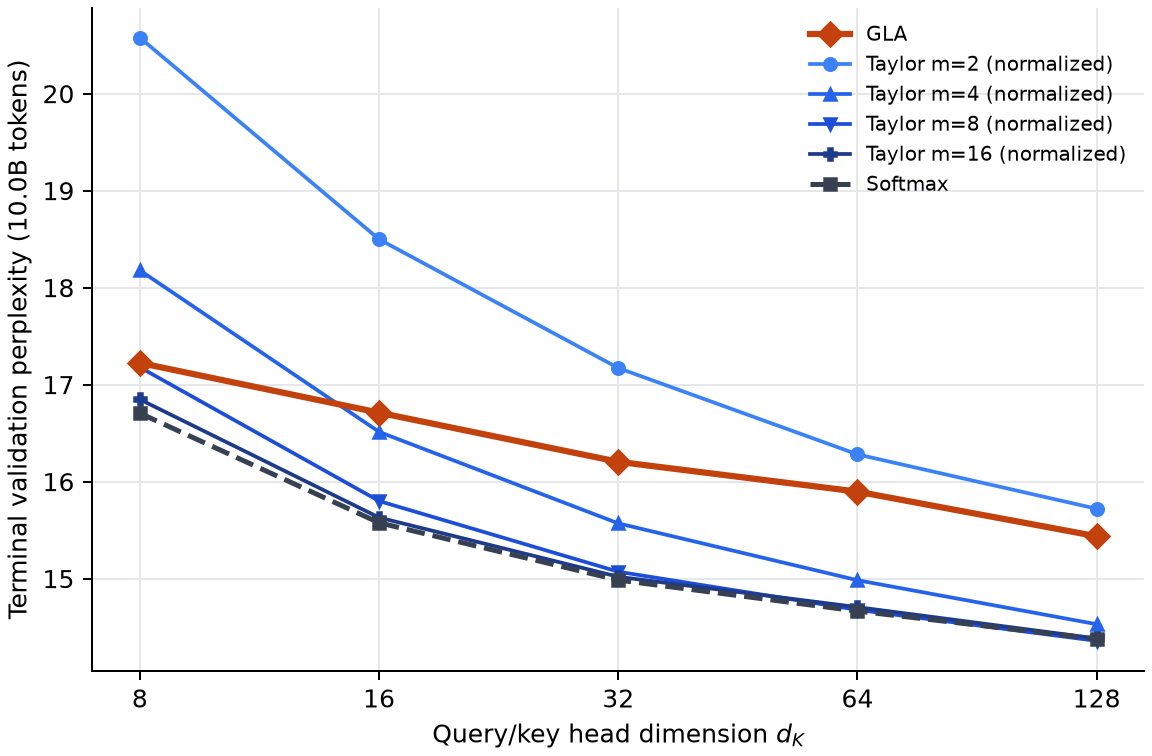 Terminal validation perplexity (10.0B tokens)
20
19
18
17
16
15
GLA
Taylor m=2 (normalized)
Taylor m=4 (normalized)
Taylor m=8 (normalized)
Taylor m=16 (normalized)
Softmax
8 16 32 64 128
Query/key head dimension d_K